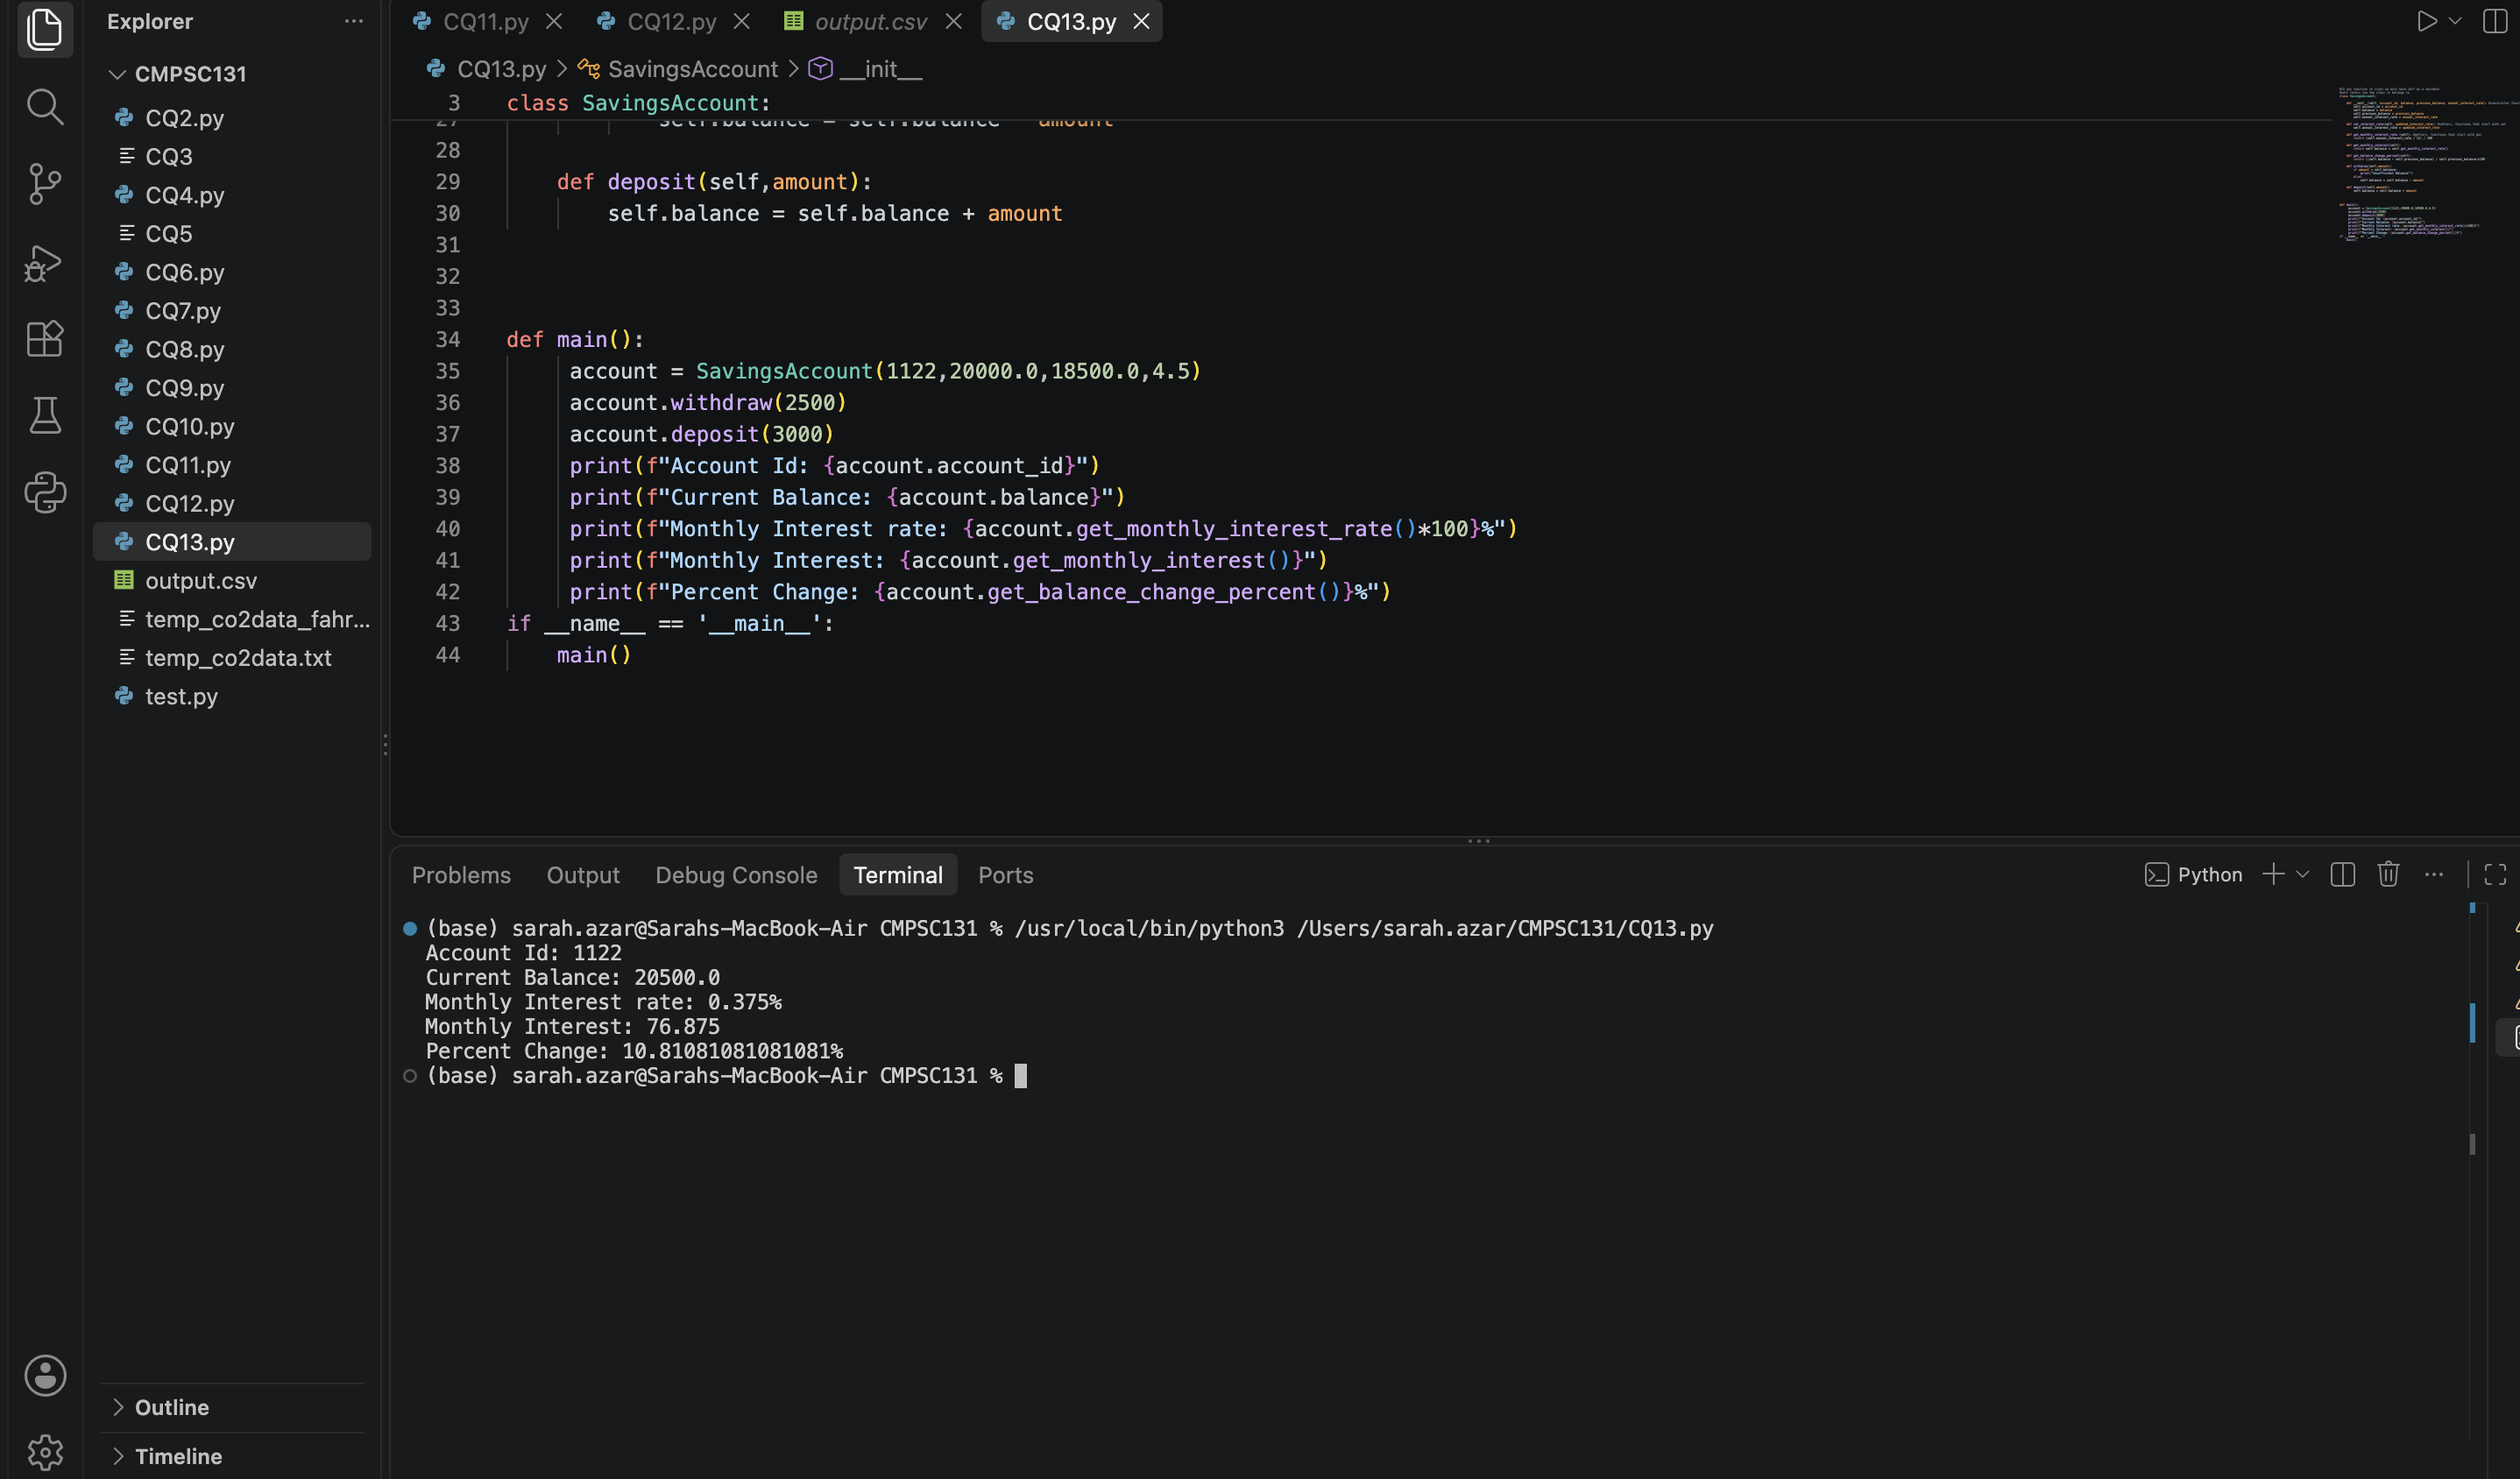 Explorer
CMPSC131
CQ2.py
CQ3
CQ4.py
CQ5
CQ6.py
CQ7.py
CQ8.py
CQ9.py
CQ10.py
CQ11.py
CQ12.py
CQ13.py
output.csv
temp_co2data_fahr...
temp_co2data.txt
test.py
Outline
Timeline
CQ11.py CQ12.py output.csv CQ13.py
CQ13.py > SavingsAccount > __init__
3 class SavingsAccount:
27 self.balance = self.balance - amount
28
29 def deposit(self,amount):
30 self.balance = self.balance + amount
31
32
33
34 def main():
35 account = SavingsAccount(1122,20000.0,18500.0,4.5)
36 account.withdraw(2500)
37 account.deposit(3000)
38 print(f"Account Id: {account.account_id}")
39 print(f"Current Balance: {account.balance}")
40 print(f"Monthly Interest rate: {account.get_monthly_interest_rate()*100}%")
41 print(f"Monthly Interest: {account.get_monthly_interest()}")
42 print(f"Percent Change: {account.get_balance_change_percent()}%")
43 if __name__ == '__main__':
44 main()
Problems Output Debug Console Terminal Ports
Python
(base) sarah.azar@Sarahs-MacBook-Air CMPSC131 % /usr/local/bin/python3 /Users/sarah.azar/CMPSC131/CQ13.py
Account Id: 1122
Current Balance: 20500.0
Monthly Interest rate: 0.375%
Monthly Interest: 76.875
Percent Change: 10.81081081081081%
(base) sarah.azar@Sarahs-MacBook-Air CMPSC131 %